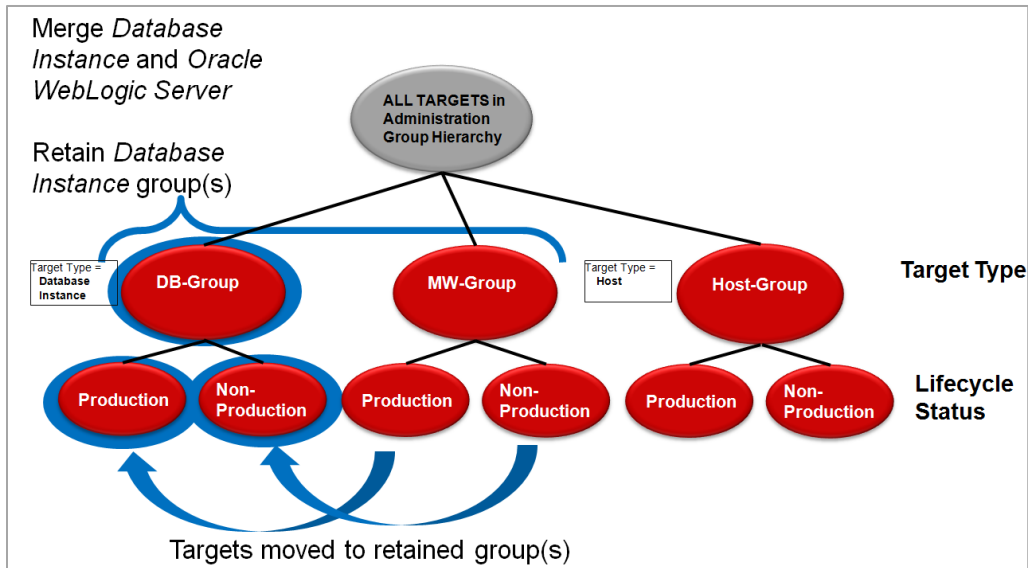 Merge Database
Instance and Oracle
WebLogic Server
Retain Database
Instance group(s)
ALL TARGETS in
Administration
Group Hierarchy
Target Type =
Database
Instance
DB-Group
MW-Group
Target Type =
Host
Host-Group
Target Type
Production
Non-
Production
Production
Non-
Production
Production
Non-
Production
Lifecycle
Status
Targets moved to retained group(s)